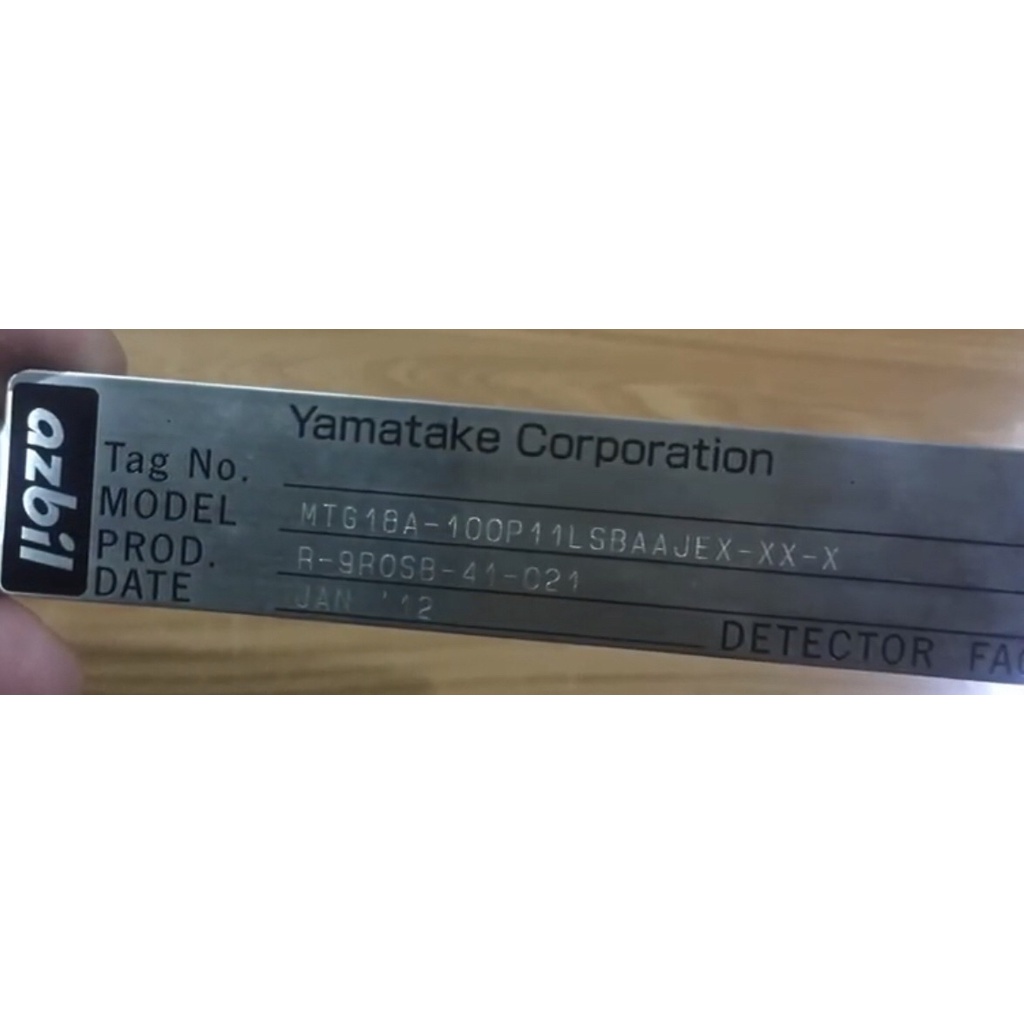 azbil
Yamatake Corporation
Tag No.
MODEL MTG18A-100P11LSBAAJEX-XX-X
PROD. R-9R0SB-41-C21
DATE JAN '12
DETECTOR